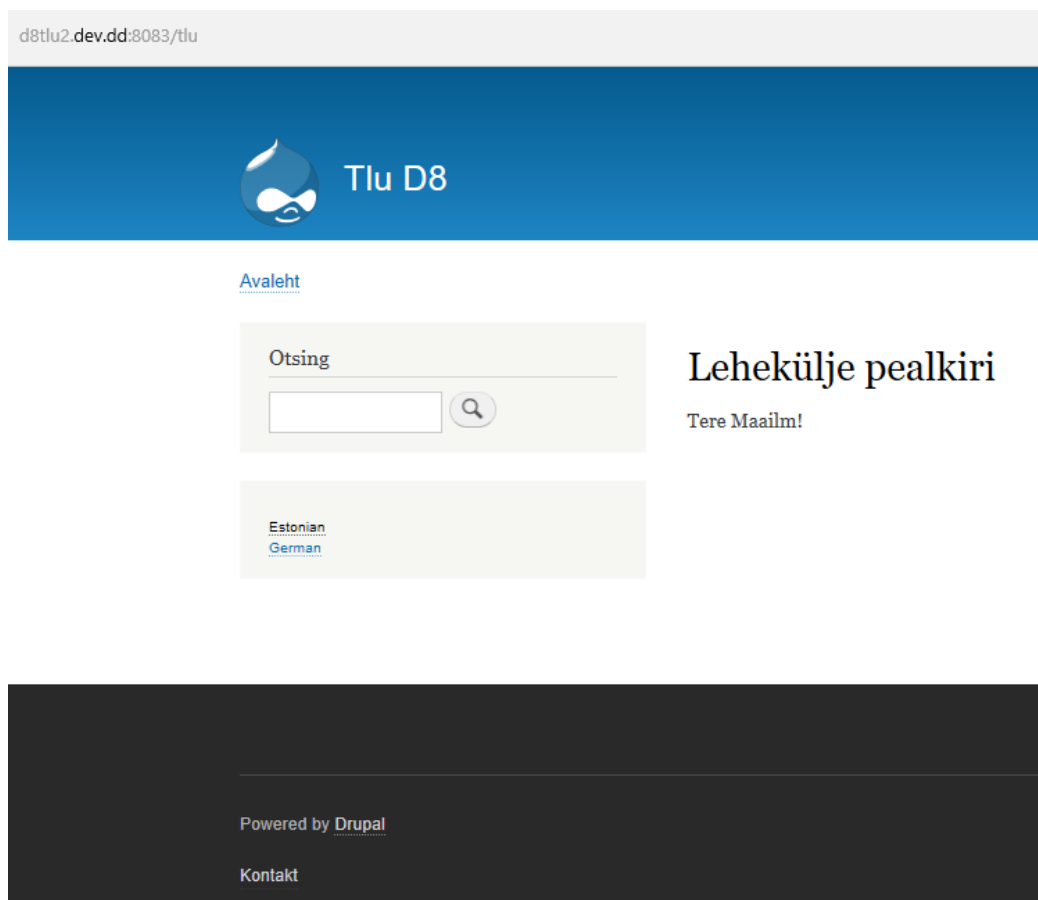 d8tlu2.dev.dd:8083/tlu
Tlu D8
Avaleht
Otsing
Lehekülje pealkiri
Tere Maailm!
Estonian
German
Powered by Drupal
Kontakt